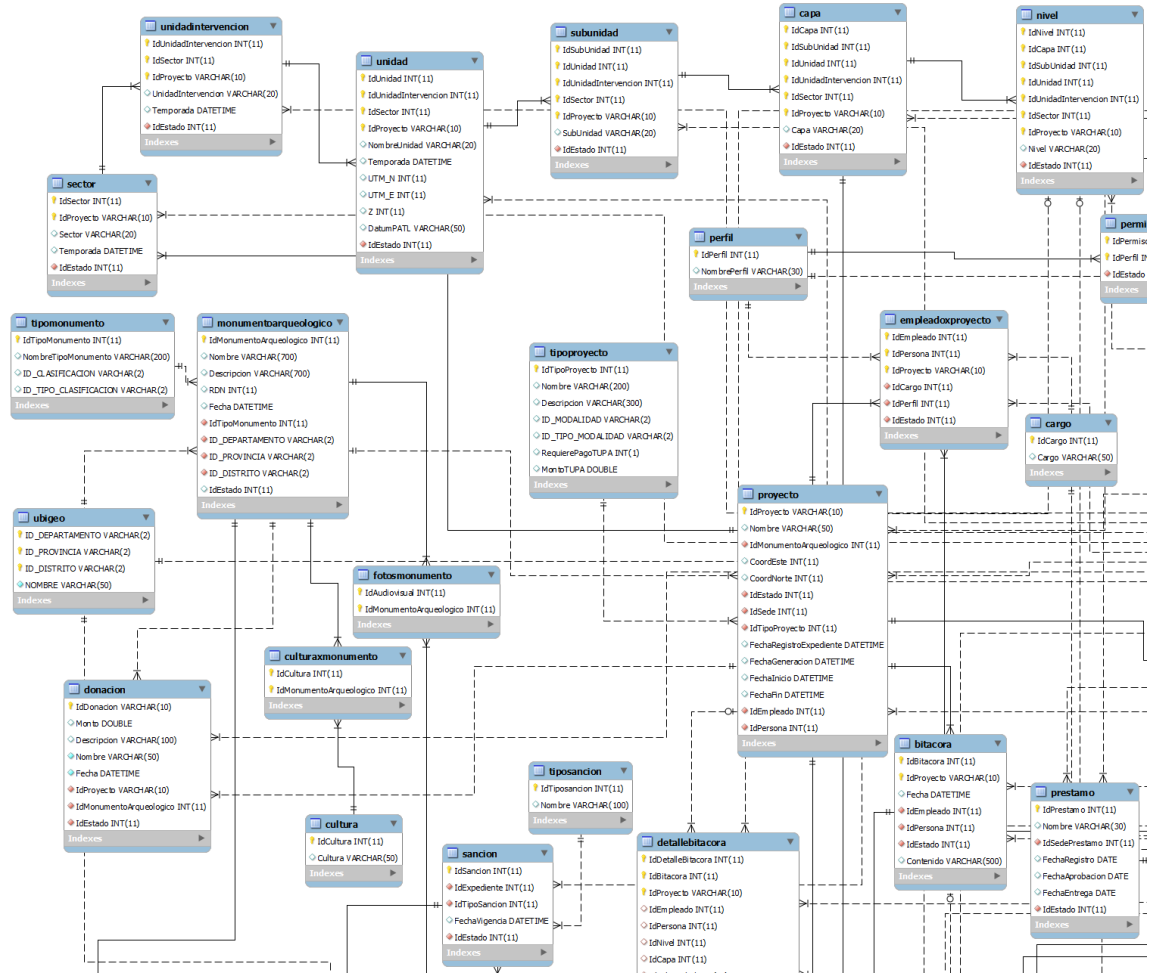 unidadintervencion
IdUnidadIntervencion INT(11)
IdSector INT(11)
IdProyecto VARCHAR(10)
UnidadIntervencion VARCHAR(20)
Temporada DATETIME
IdEstado INT(11)
Indexes
unidad
IdUnidad INT(11)
IdUnidadIntervencion INT(11)
IdSector INT(11)
IdProyecto VARCHAR(10)
NombreUnidad VARCHAR(20)
Temporada DATETIME
UTM_N INT(11)
UTM_E INT(11)
Z INT(11)
DatumPATL VARCHAR(50)
IdEstado INT(11)
Indexes
subunidad
IdSubUnidad INT(11)
IdUnidad INT(11)
IdUnidadIntervencion INT(11)
IdSector INT(11)
IdProyecto VARCHAR(10)
SubUnidad VARCHAR(20)
IdEstado INT(11)
Indexes
capa
IdCapa INT(11)
IdSubUnidad INT(11)
IdUnidad INT(11)
IdUnidadIntervencion INT(11)
IdSector INT(11)
IdProyecto VARCHAR(10)
Capa VARCHAR(20)
IdEstado INT(11)
Indexes
nivel
IdNivel INT(11)
IdCapa INT(11)
IdSubUnidad INT(11)
IdUnidad INT(11)
IdUnidadIntervencion INT(11)
IdSector INT(11)
IdProyecto VARCHAR(10)
Nivel VARCHAR(20)
IdEstado INT(11)
Indexes
sector
IdSector INT(11)
IdProyecto VARCHAR(10)
Sector VARCHAR(20)
Temporada DATETIME
IdEstado INT(11)
Indexes
perfil
IdPerfil INT(11)
NombrePerfil VARCHAR(30)
Indexes
permi
IdPermis
IdPerfil IN
IdEstado
Indexes
tipomonumento
IdTipoMonumento INT(11)
NombreTipoMonumento VARCHAR(200)
ID_CLASIFICACION VARCHAR(2)
ID_TIPO_CLASIFICACION VARCHAR(2)
Indexes
monumentoarqueologico
IdMonumentoArqueologico INT(11)
Nombre VARCHAR(700)
Descripcion VARCHAR(700)
RDN INT(11)
Fecha DATETIME
IdTipoMonumento INT(11)
ID_DEPARTAMENTO VARCHAR(2)
ID_PROVINCIA VARCHAR(2)
ID_DISTRITO VARCHAR(2)
IdEstado INT(11)
Indexes
tipoproyecto
IdTipoProyecto INT(11)
Nombre VARCHAR(200)
Descripcion VARCHAR(300)
ID_MODALIDAD VARCHAR(2)
ID_TIPO_MODALIDAD VARCHAR(2)
RequierePagoTUPA INT(1)
MontoTUPA DOUBLE
Indexes
empleadoxproyecto
IdEmpleado INT(11)
IdPersona INT(11)
IdProyecto VARCHAR(10)
IdCargo INT(11)
IdPerfil INT(11)
IdEstado INT(11)
Indexes
cargo
IdCargo INT(11)
Cargo VARCHAR(50)
Indexes
ubigeo
ID_DEPARTAMENTO VARCHAR(2)
ID_PROVINCIA VARCHAR(2)
ID_DISTRITO VARCHAR(2)
NOMBRE VARCHAR(50)
Indexes
proyecto
IdProyecto VARCHAR(10)
Nombre VARCHAR(50)
IdMonumentoArqueologico INT(11)
CoordEste INT(11)
CoordNorte INT(11)
IdEstado INT(11)
IdSede INT(11)
IdTipoProyecto INT(11)
FechaRegistroExpediente DATETIME
FechaGeneracion DATETIME
FechaInicio DATETIME
FechaFin DATETIME
IdEmpleado INT(11)
IdPersona INT(11)
Indexes
fotosmonumento
IdAudiovisual INT(11)
IdMonumentoArqueologico INT(11)
Indexes
culturaxmonumento
IdCultura INT(11)
IdMonumentoArqueologico INT(11)
Indexes
donacion
IdDonacion VARCHAR(10)
Monto DOUBLE
Descripcion VARCHAR(100)
Nombre VARCHAR(50)
Fecha DATETIME
IdProyecto VARCHAR(10)
IdMonumentoArqueologico INT(11)
IdEstado INT(11)
Indexes
cultura
IdCultura INT(11)
Cultura VARCHAR(50)
Indexes
tiposancion
IdTiposancion INT(11)
Nombre VARCHAR(100)
Indexes
sancion
IdSancion INT(11)
IdExpediente INT(11)
IdTipoSancion INT(11)
FechaVigencia DATETIME
IdEstado INT(11)
Indexes
detallebitacora
IdDetalleBitacora INT(11)
IdBitacora INT(11)
IdProyecto VARCHAR(10)
IdEmpleado INT(11)
IdPersona INT(11)
IdNivel INT(11)
IdCapa INT(11)
bitacora
IdBitacora INT(11)
IdProyecto VARCHAR(10)
Fecha DATETIME
IdEmpleado INT(11)
IdPersona INT(11)
IdEstado INT(11)
Contenido VARCHAR(500)
Indexes
prestamo
IdPrestamo INT(11)
Nombre VARCHAR(30)
IdSedePrestamo INT(11)
FechaRegistro DATE
FechaAprobacion DATE
FechaEntrega DATE
IdEstado INT(11)
Indexes